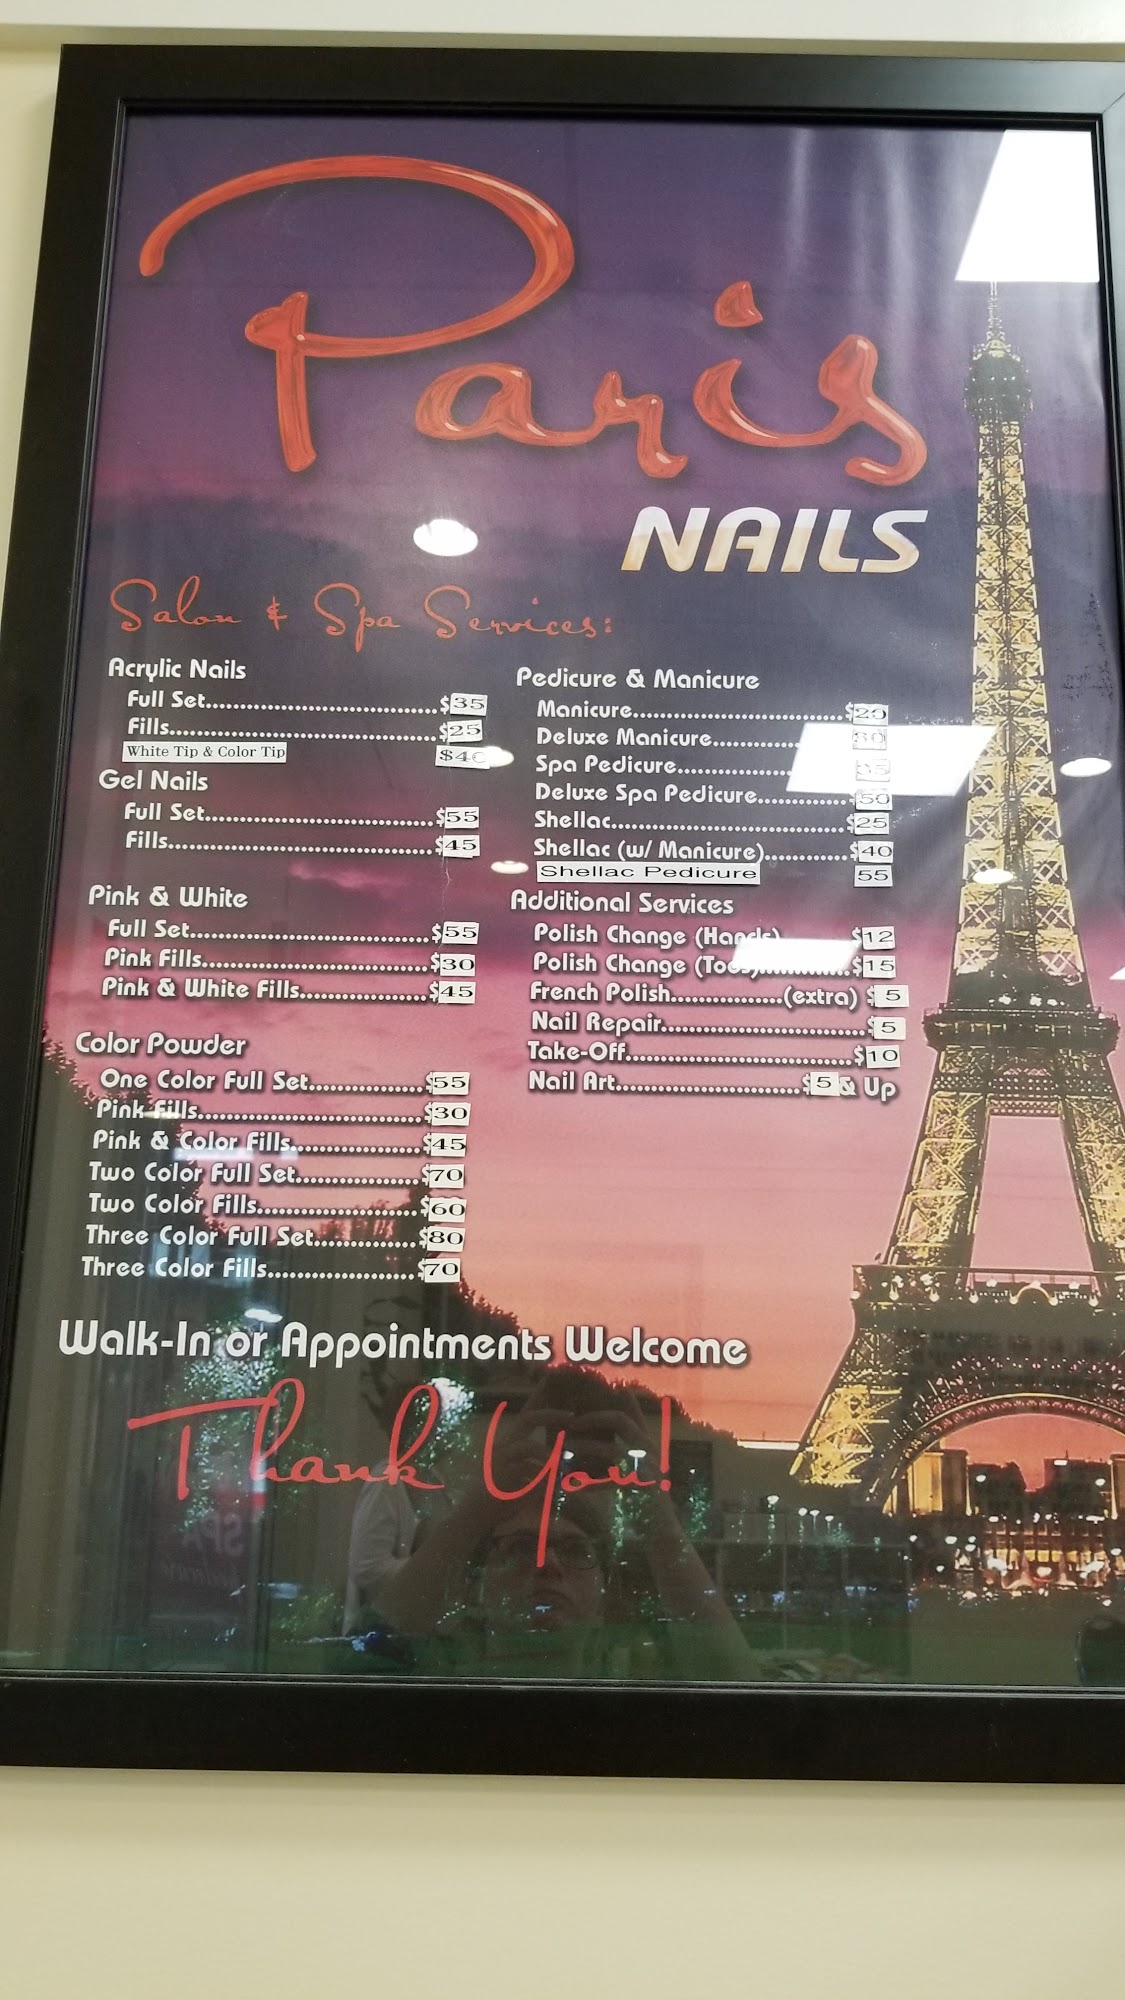 Paris
NAILS
Salon & Spa Services:
Acrylic Nails
Full Set........$35
Fills........$25
White Tip & Color Tip $40
Gel Nails
Full Set........$55
Fills........$45
Pink & White
Full Set........$55
Pink Fills........$30
Pink & White Fills........$45
Color Powder
One Color Full Set........$55
Pink Fills........$30
Pink & Color Fills........$45
Two Color Full Set........$70
Two Color Fills........$60
Three Color Full Set........$80
Three Color Fills........$70
Pedicure & Manicure
Manicure........$20
Deluxe Manicure........30
Spa Pedicure........35
Deluxe Spa Pedicure........$50
Shellac........$25
Shellac (w/ Manicure)........$40
Shellac Pedicure 55
Additional Services
Polish Change (Hands) $12
Polish Change (Toes)........$15
French Polish........(extra) $5
Nail Repair........$5
Take-Off........$10
Nail Art........$5 & Up
Walk-In or Appointments Welcome
Thank You!
SPA